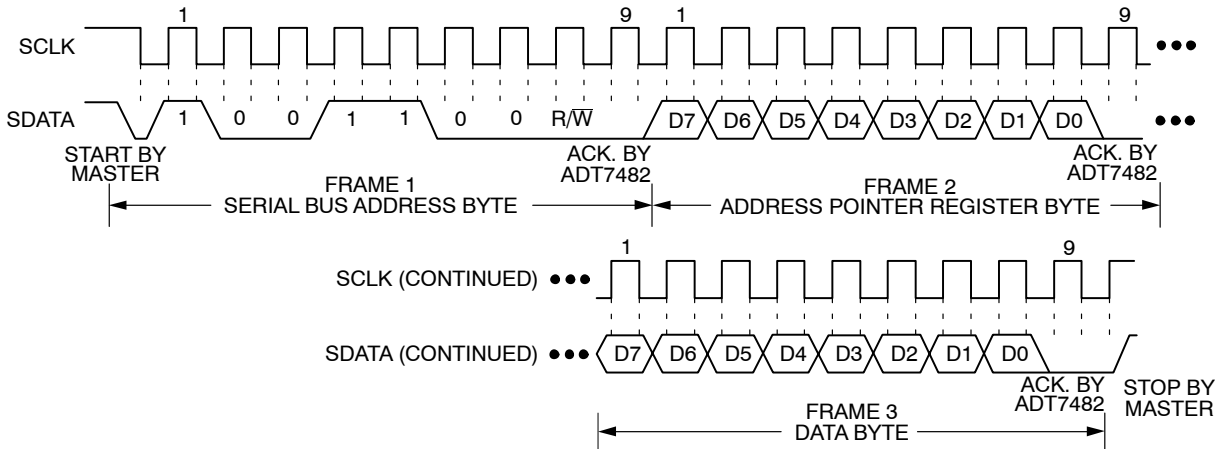 1 9 1 9
SCLK
SDATA 1 0 0 1 1 0 0 R/W̅ D7 D6 D5 D4 D3 D2 D1 D0
START BY
MASTER
ACK. BY
ADT7482
ACK. BY
ADT7482
FRAME 1
SERIAL BUS ADDRESS BYTE
FRAME 2
ADDRESS POINTER REGISTER BYTE
1 9
SCLK (CONTINUED)
SDATA (CONTINUED) D7 D6 D5 D4 D3 D2 D1 D0
ACK. BY
ADT7482
STOP BY
MASTER
FRAME 3
DATA BYTE